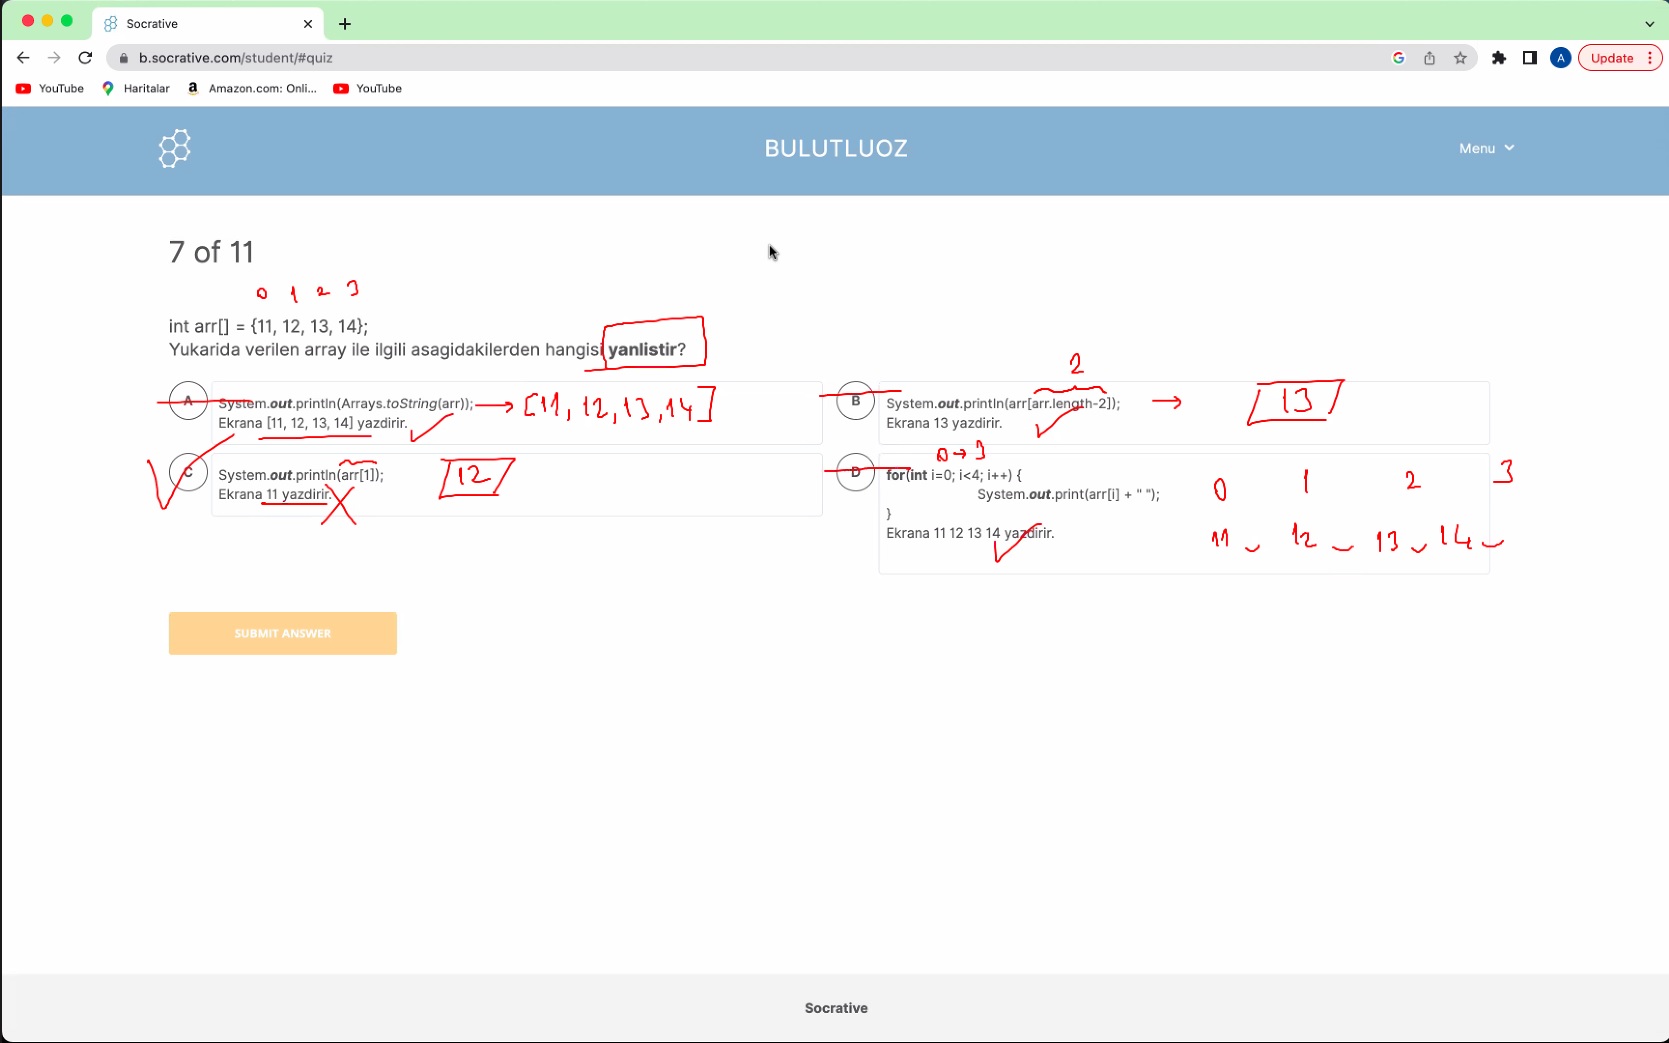 Socrative
b.socrative.com/student/#quiz
A
Update
YouTube
Haritalar
Amazon.com: Onli...
YouTube
BULUTLUOZ
Menu
7 of 11
0 1 2 3
int arr[] = {11, 12, 13, 14};
Yukarida verilen array ile ilgili asagidakilerden hangisi yanlistir?
A
System.out.println(Arrays.toString(arr));
[11, 12, 13, 14]
Ekrana [11, 12, 13, 14] yazdirir.
2
B
System.out.println(arr[arr.length-2]);
13
Ekrana 13 yazdirir.
C
System.out.println(arr[1]);
12
Ekrana 11 yazdirir.
0 → 3
D
for(int i=0; i<4; i++) {
System.out.print(arr[i] + " ");
}
Ekrana 11 12 13 14 yazdirir.
0 1 2 3
11 12 13 14
SUBMIT ANSWER
Socrative